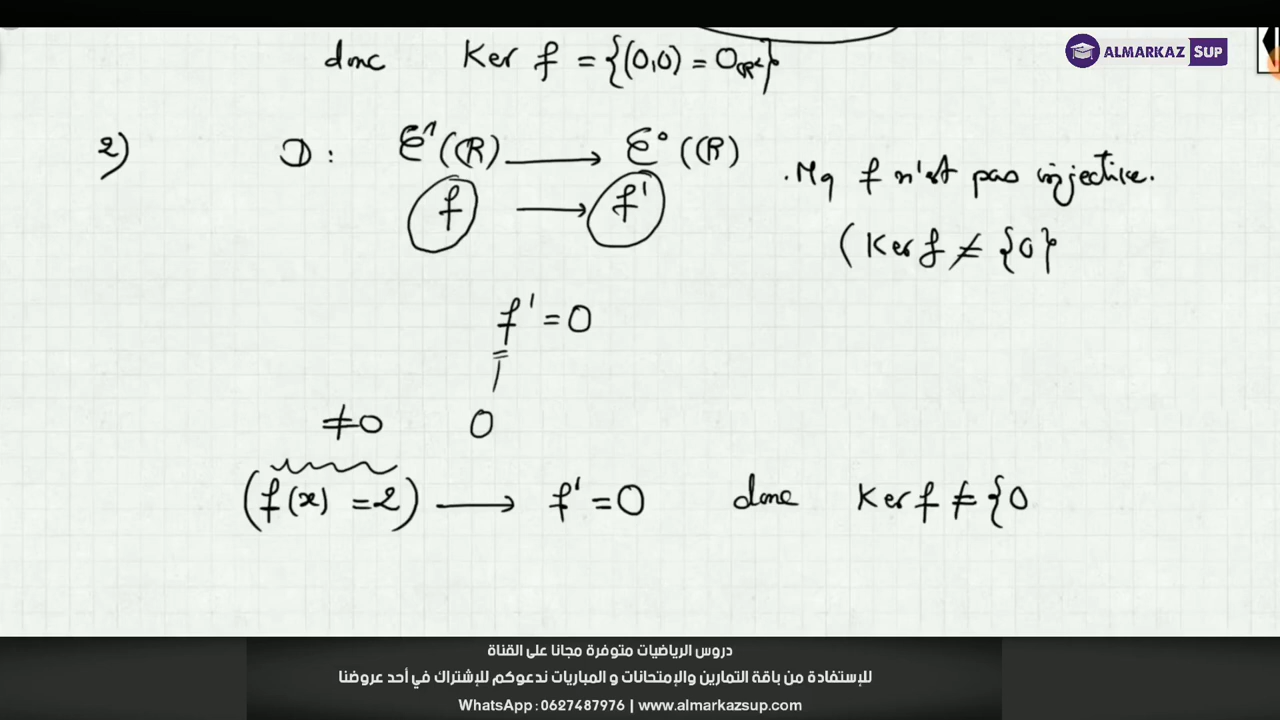 ALMARKAZ SUP
donc Ker f = {(0,0) = 0_{ℝ²}}
2) D : 𝒞¹(ℝ) ⟶ 𝒞⁰(ℝ)
f ⟶ f'
. Mq f n'est pas injective.
(Ker f ≠ {0}
f' = 0
≠0 0
(f(x) = 2) ⟶ f' = 0 donc Ker f ≠ {0
دروس الرياضيات متوفرة مجانا على القناة
للإستفادة من باقة التمارين والإمتحانات و المباريات ندعوكم للإشتراك في أحد عروضنا
WhatsApp : 0627487976 | www.almarkazsup.com